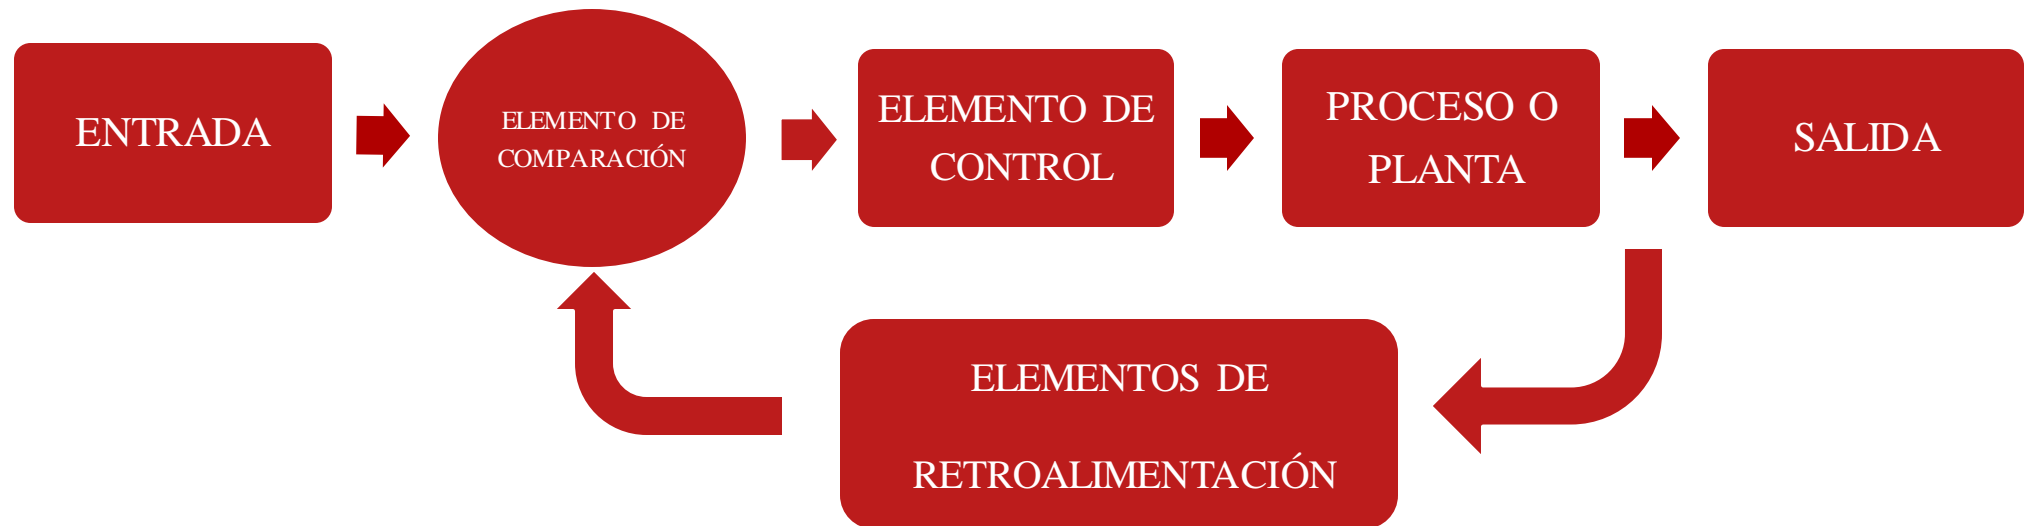 ENTRADA
ELEMENTO DE
COMPARACIÓN
ELEMENTO DE
CONTROL
PROCESO O
PLANTA
SALIDA
ELEMENTOS DE
RETROALIMENTACIÓN